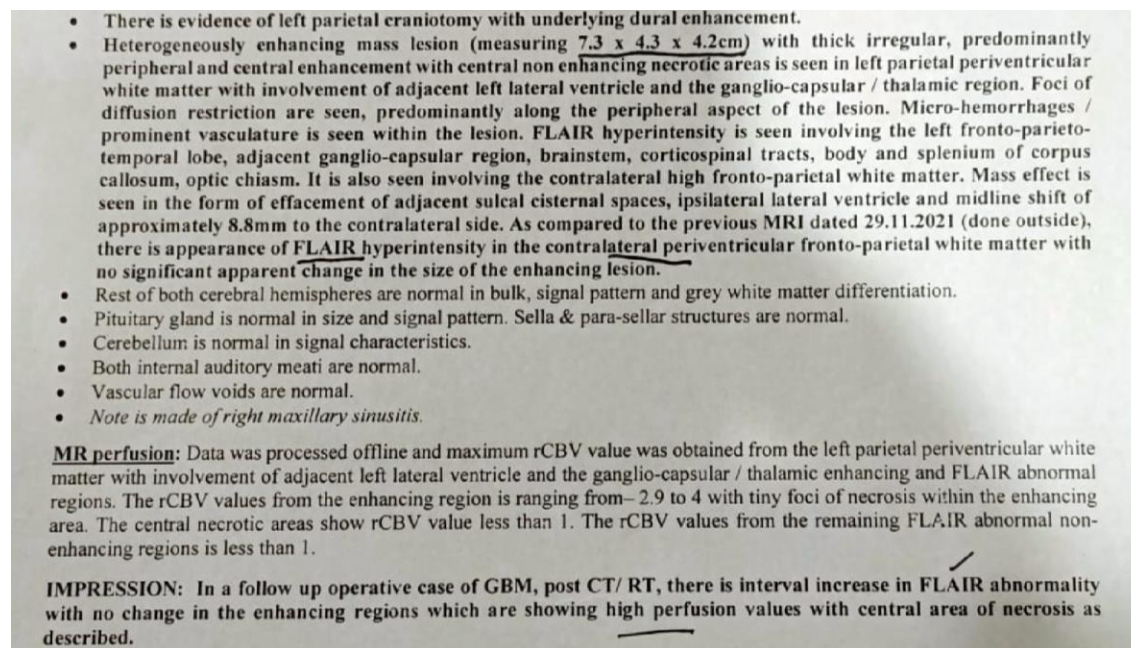 • There is evidence of left parietal craniotomy with underlying dural enhancement.
• Heterogeneously enhancing mass lesion (measuring 7.3 x 4.3 x 4.2cm) with thick irregular, predominantly
peripheral and central enhancement with central non enhancing necrotic areas is seen in left parietal periventricular
white matter with involvement of adjacent left lateral ventricle and the ganglio-capsular / thalamic region. Foci of
diffusion restriction are seen, predominantly along the peripheral aspect of the lesion. Micro-hemorrhages /
prominent vasculature is seen within the lesion. FLAIR hyperintensity is seen involving the left fronto-parieto-
temporal lobe, adjacent ganglio-capsular region, brainstem, corticospinal tracts, body and splenium of corpus
callosum, optic chiasm. It is also seen involving the contralateral high fronto-parietal white matter. Mass effect is
seen in the form of effacement of adjacent sulcal cisternal spaces, ipsilateral lateral ventricle and midline shift of
approximately 8.8mm to the contralateral side. As compared to the previous MRI dated 29.11.2021 (done outside),
there is appearance of FLAIR hyperintensity in the contralateral periventricular fronto-parietal white matter with
no significant apparent change in the size of the enhancing lesion.
• Rest of both cerebral hemispheres are normal in bulk, signal pattern and grey white matter differentiation.
• Pituitary gland is normal in size and signal pattern. Sella & para-sellar structures are normal.
• Cerebellum is normal in signal characteristics.
• Both internal auditory meati are normal.
• Vascular flow voids are normal.
• Note is made of right maxillary sinusitis.
MR perfusion: Data was processed offline and maximum rCBV value was obtained from the left parietal periventricular white
matter with involvement of adjacent left lateral ventricle and the ganglio-capsular / thalamic enhancing and FLAIR abnormal
regions. The rCBV values from the enhancing region is ranging from– 2.9 to 4 with tiny foci of necrosis within the enhancing
area. The central necrotic areas show rCBV value less than 1. The rCBV values from the remaining FLAIR abnormal non-
enhancing regions is less than 1.
IMPRESSION: In a follow up operative case of GBM, post CT/ RT, there is interval increase in FLAIR abnormality
with no change in the enhancing regions which are showing high perfusion values with central area of necrosis as
described.